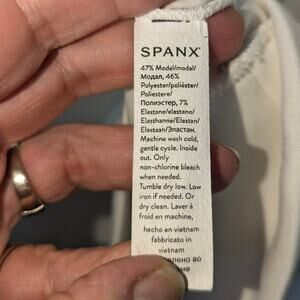 SPANX®
47% Modal/modal/
Модал, 46%
Polyester/poliéster/
Poliestere/
Полиэстер, 7%
Elastane/elastano/
Elasthanne/Elastan/
Elastaan/Эластан.
Machine wash cold,
gentle cycle. Inside
out. Only
non-chlorine bleach
when needed.
Tumble dry low. Low
iron if needed. Or
dry clean. Laver à
froid en machine,
hecho en vietnam
fabbricato in
vietnam
во